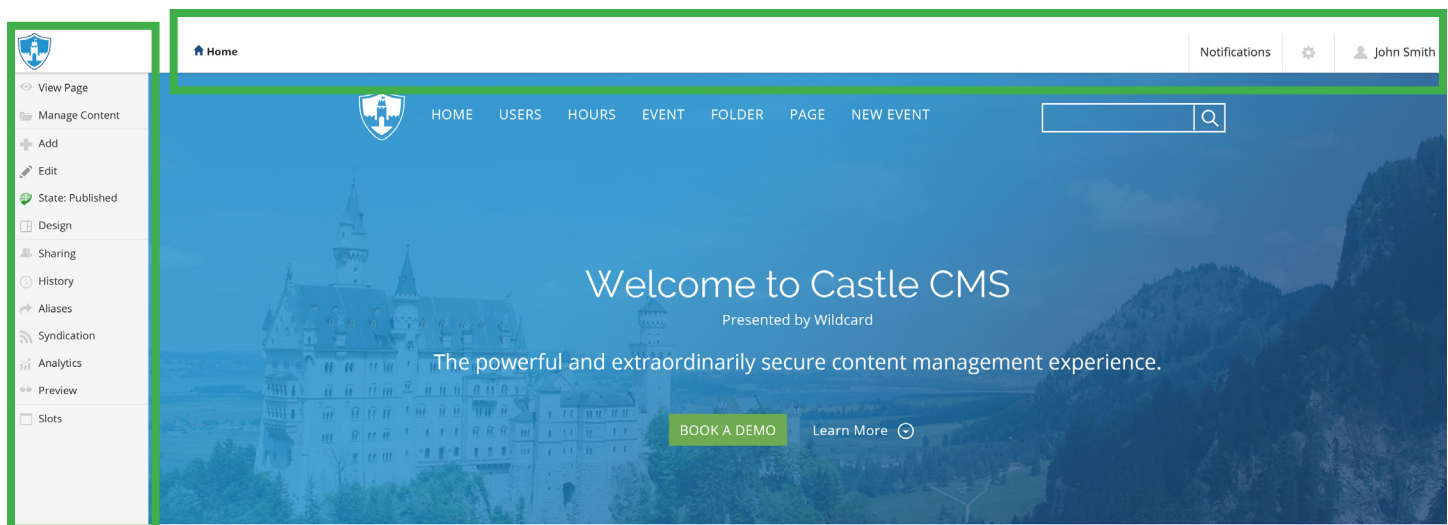 Home
Notifications
John Smith
View Page
Manage Content
Add
Edit
State: Published
Design
Sharing
History
Aliases
Syndication
Analytics
Preview
Slots
HOME USERS HOURS EVENT FOLDER PAGE NEW EVENT
Welcome to Castle CMS
Presented by Wildcard
The powerful and extraordinarily secure content management experience.
BOOK A DEMO
Learn More